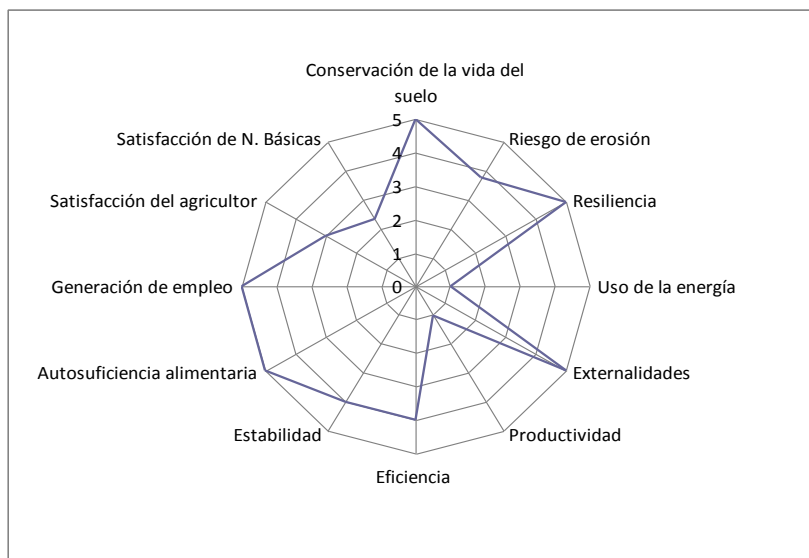 Conservación de la vida del
suelo
5
Satisfacción de N. Básicas
Riesgo de erosión
4
3
Satisfacción del agricultor
Resiliencia
2
1
Generación de empleo
0
Uso de la energía
Autosuficiencia alimentaria
Externalidades
Estabilidad
Productividad
Eficiencia